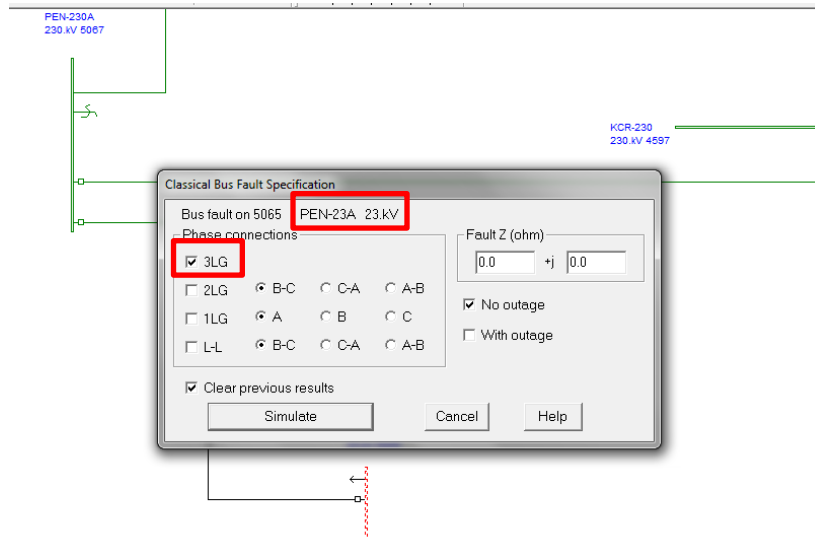 PEN-230A
230.kV 5067
KCR-230
230.kV 4597
Classical Bus Fault Specification
Bus fault on 5065 PEN-23A 23.kV
Phase connections
Fault Z (ohm)
3LG
0.0 +j 0.0
2LG B-C C-A A-B
No outage
1LG A B C
With outage
L-L B-C C-A A-B
Clear previous results
Simulate Cancel Help